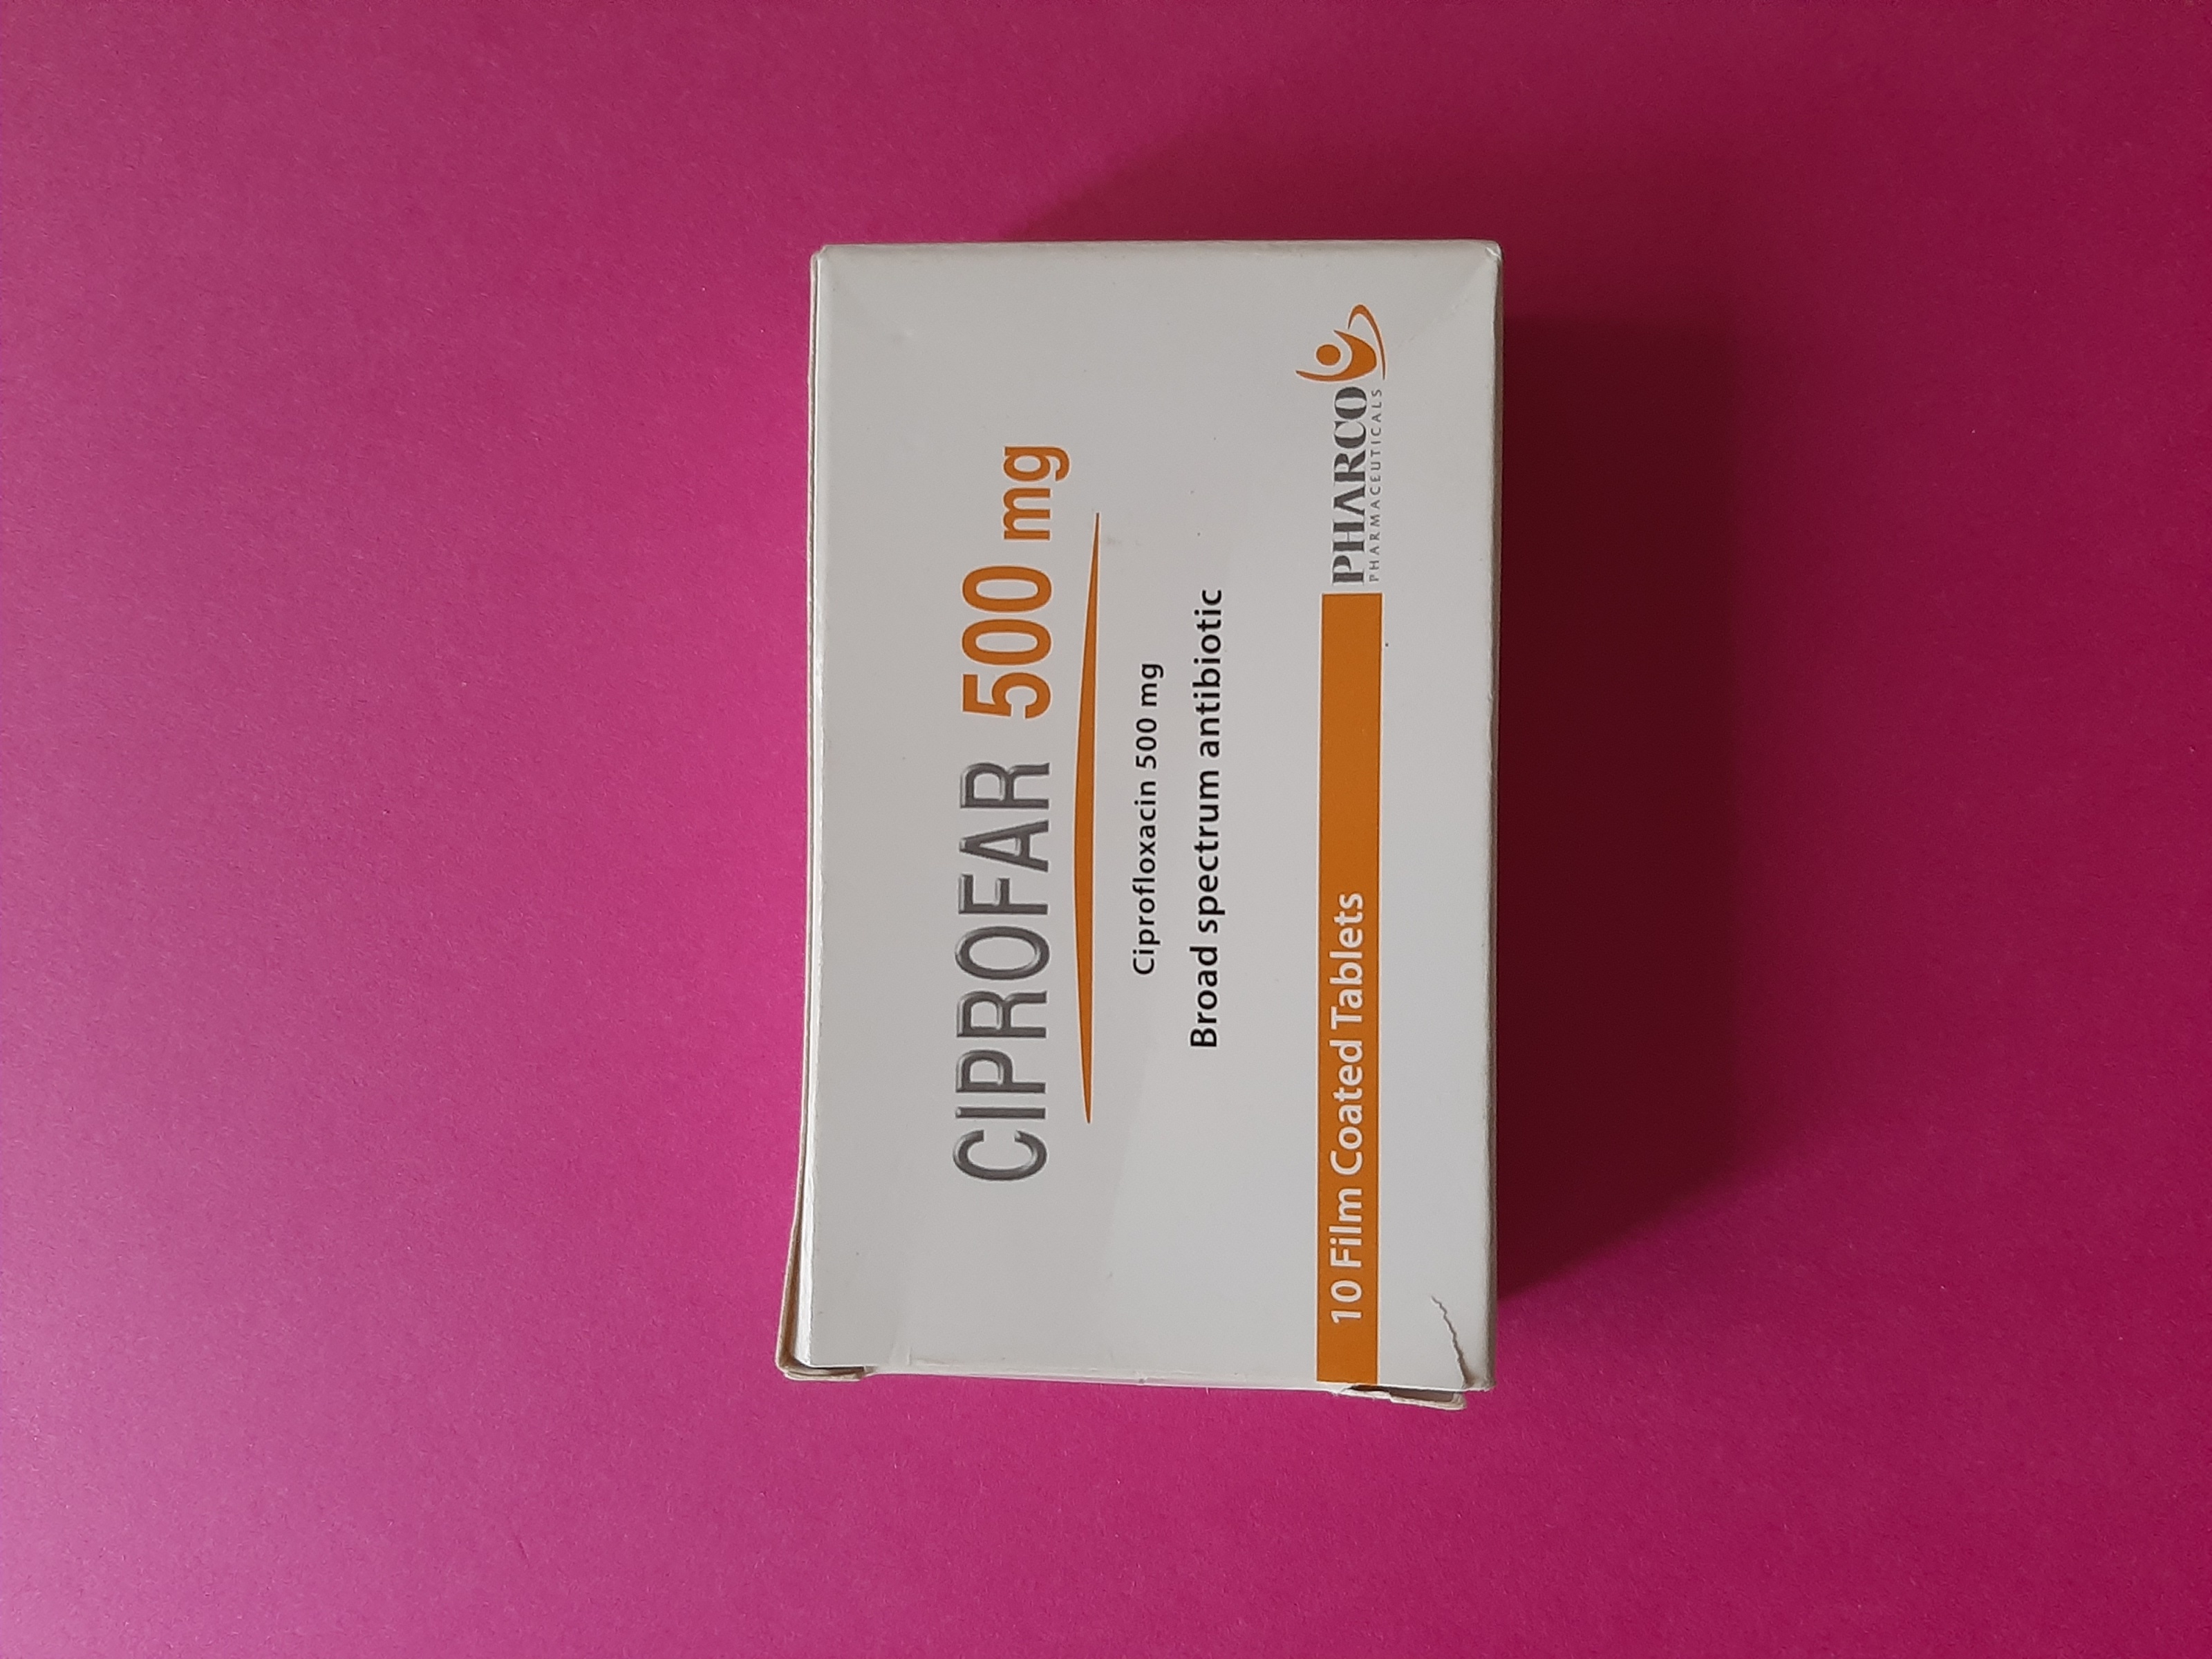 CIPROFAR 500 mg
Ciprofloxacin 500 mg
Broad spectrum antibiotic
10 Film Coated Tablets
PHARCO
PHARMACEUTICALS